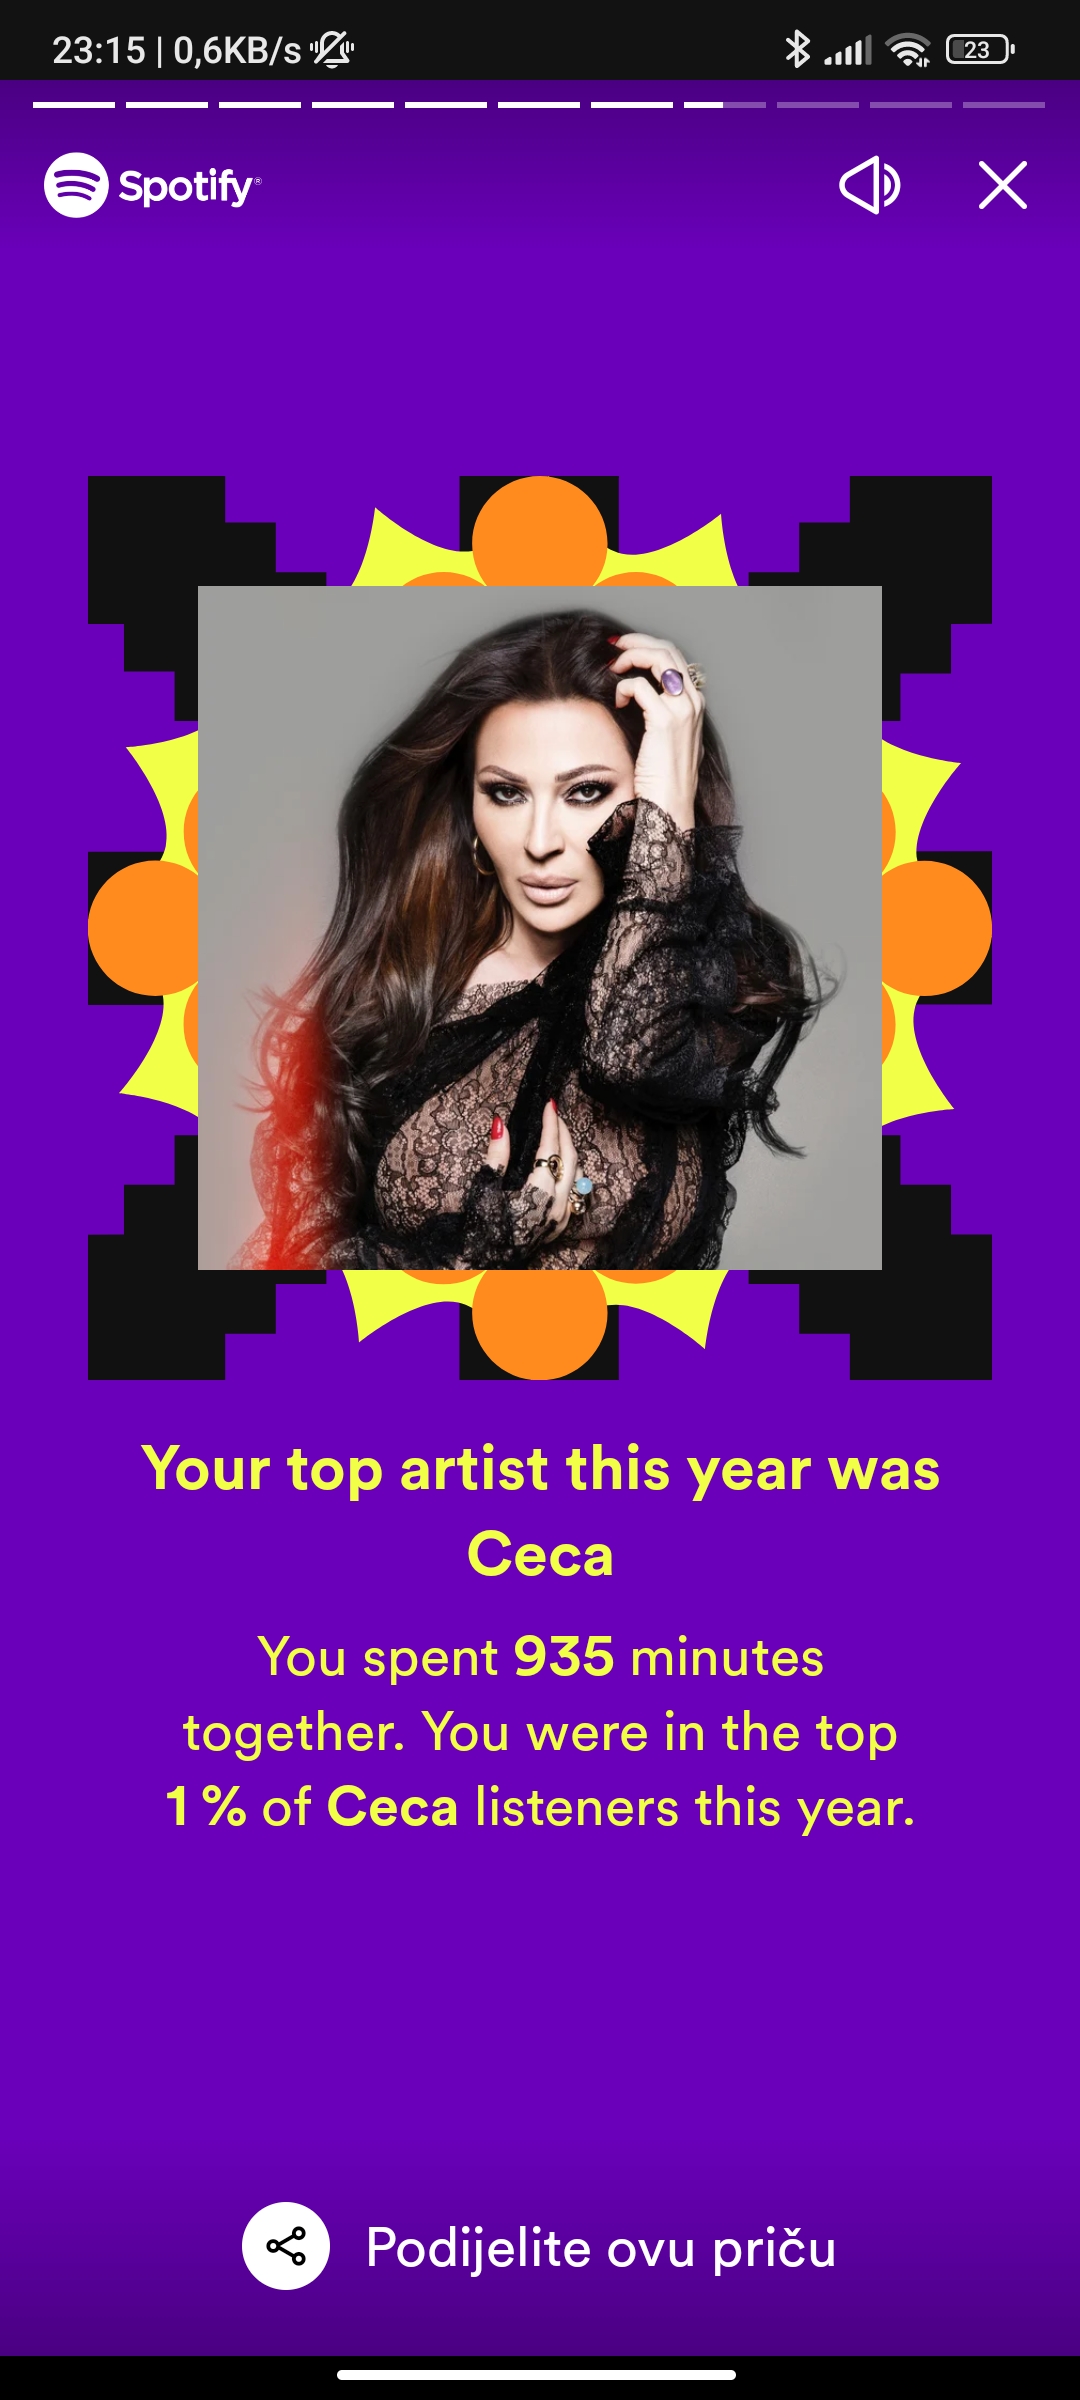 23:15 | 0,6KB/s 23
Spotify®
Your top artist this year was
Ceca
You spent 935 minutes
together. You were in the top
1 % of Ceca listeners this year.
Podijelite ovu priču